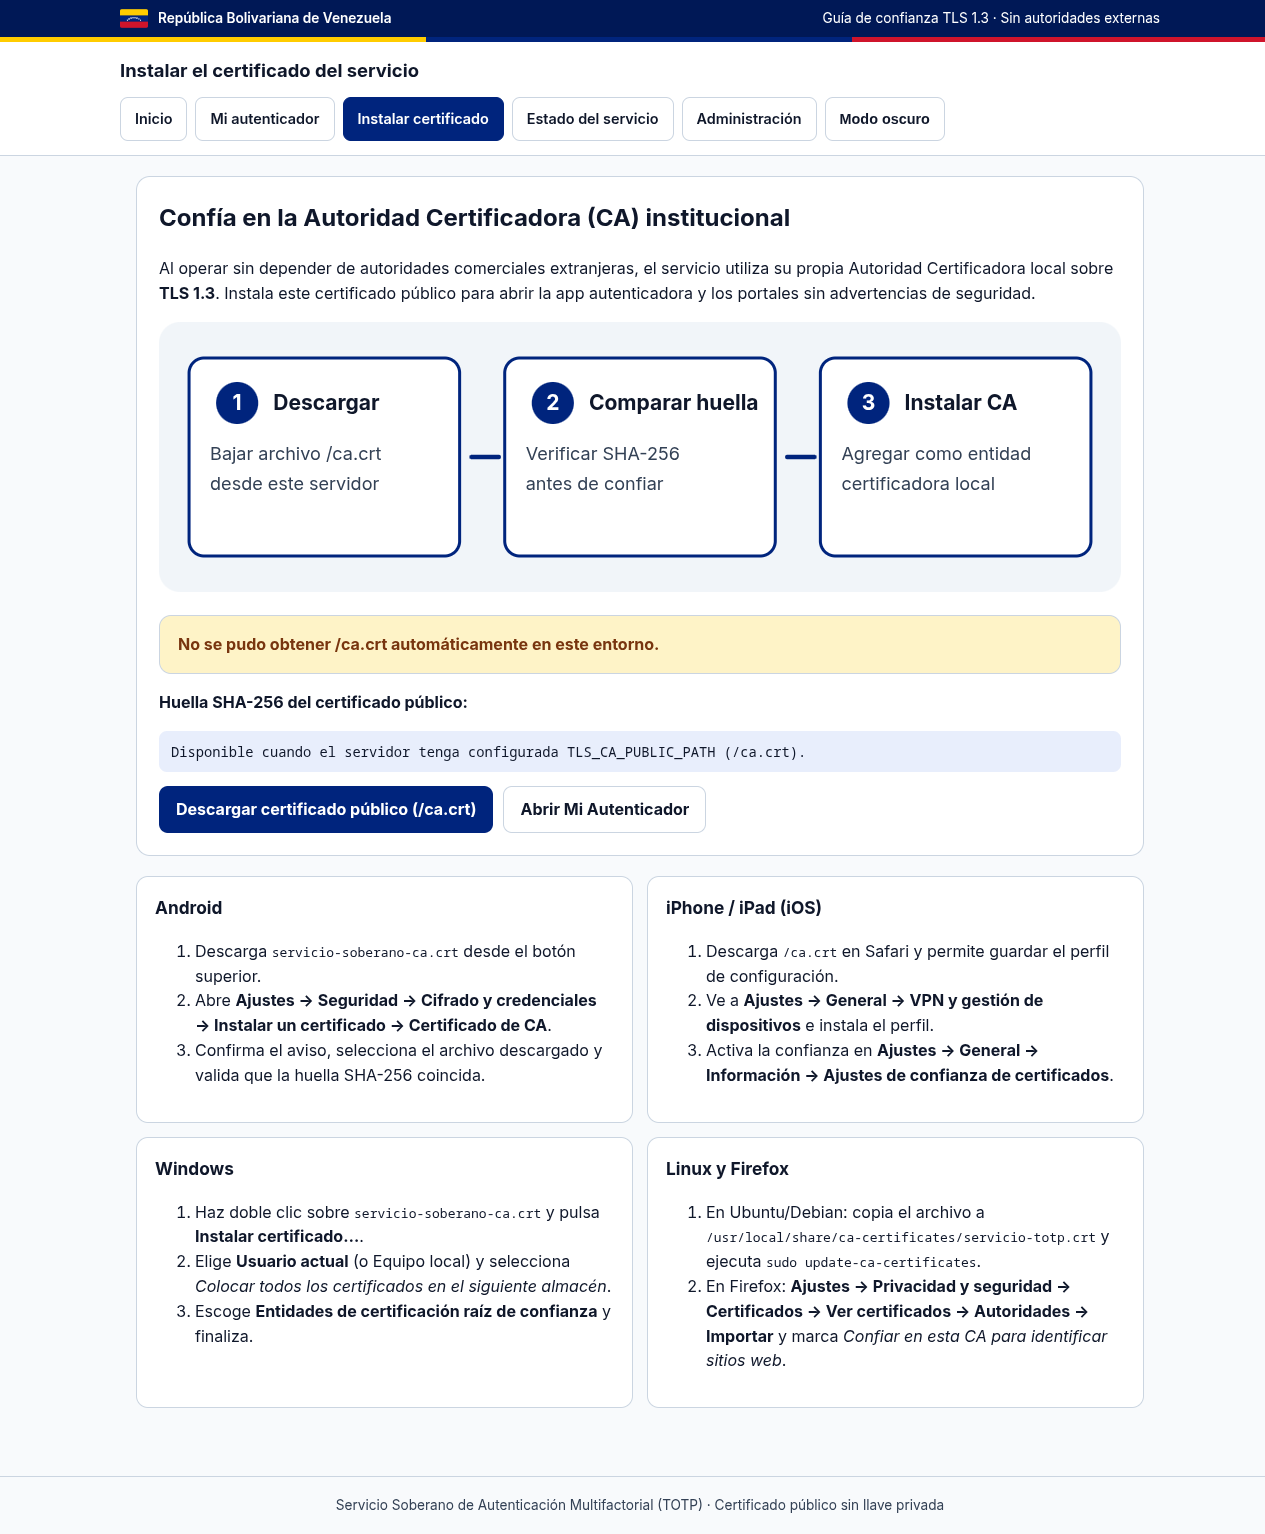 República Bolivariana de Venezuela
Guía de confianza TLS 1.3 · Sin autoridades externas
Instalar el certificado del servicio
Inicio
Mi autenticador
Instalar certificado
Estado del servicio
Administración
Modo oscuro
Confía en la Autoridad Certificadora (CA) institucional
Al operar sin depender de autoridades comerciales extranjeras, el servicio utiliza su propia Autoridad Certificadora local sobre
TLS 1.3. Instala este certificado público para abrir la app autenticadora y los portales sin advertencias de seguridad.
1 Descargar
Bajar archivo /ca.crt
desde este servidor
2 Comparar huella
Verificar SHA-256
antes de confiar
3 Instalar CA
Agregar como entidad
certificadora local
No se pudo obtener /ca.crt automáticamente en este entorno.
Huella SHA-256 del certificado público:
Disponible cuando el servidor tenga configurada TLS_CA_PUBLIC_PATH (/ca.crt).
Descargar certificado público (/ca.crt)
Abrir Mi Autenticador
Android
1. Descarga servicio-soberano-ca.crt desde el botón
superior.
2. Abre Ajustes → Seguridad → Cifrado y credenciales
→ Instalar un certificado → Certificado de CA.
3. Confirma el aviso, selecciona el archivo descargado y
valida que la huella SHA-256 coincida.
iPhone / iPad (iOS)
1. Descarga /ca.crt en Safari y permite guardar el perfil
de configuración.
2. Ve a Ajustes → General → VPN y gestión de
dispositivos e instala el perfil.
3. Activa la confianza en Ajustes → General →
Información → Ajustes de confianza de certificados.
Windows
1. Haz doble clic sobre servicio-soberano-ca.crt y pulsa
Instalar certificado....
2. Elige Usuario actual (o Equipo local) y selecciona
Colocar todos los certificados en el siguiente almacén.
3. Escoge Entidades de certificación raíz de confianza y
finaliza.
Linux y Firefox
1. En Ubuntu/Debian: copia el archivo a
/usr/local/share/ca-certificates/servicio-totp.crt y
ejecuta sudo update-ca-certificates.
2. En Firefox: Ajustes → Privacidad y seguridad →
Certificados → Ver certificados → Autoridades →
Importar y marca Confiar en esta CA para identificar
sitios web.
Servicio Soberano de Autenticación Multifactorial (TOTP) · Certificado público sin llave privada